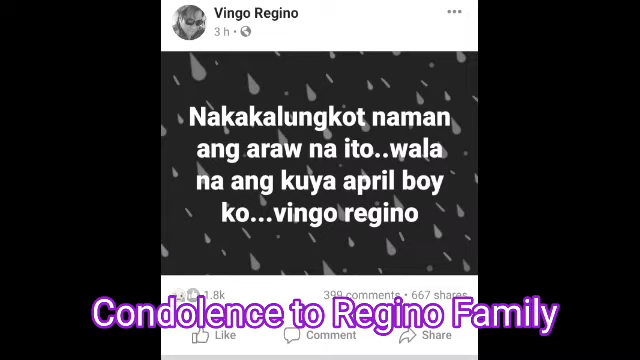 Vingo Regino
3 h
Nakakalungkot naman
ang araw na ito..wala
na ang kuya april boy
ko...vingo regino
1.8k
399 comments • 667 shares
Condolence to Regino Family
Like
Comment
Share